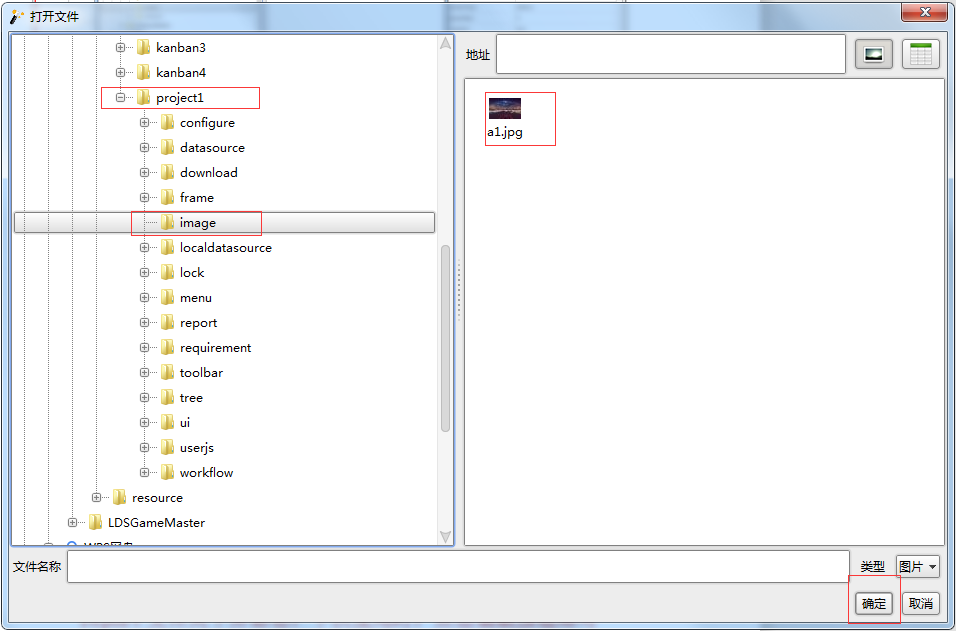 打开文件
kanban3
kanban4
project1
configure
datasource
download
frame
image
localdatasource
lock
menu
report
requirement
toolbar
tree
ui
userjs
workflow
resource
LDSGameMaster
地址
a1.jpg
文件名称
类型
图片
确定
取消